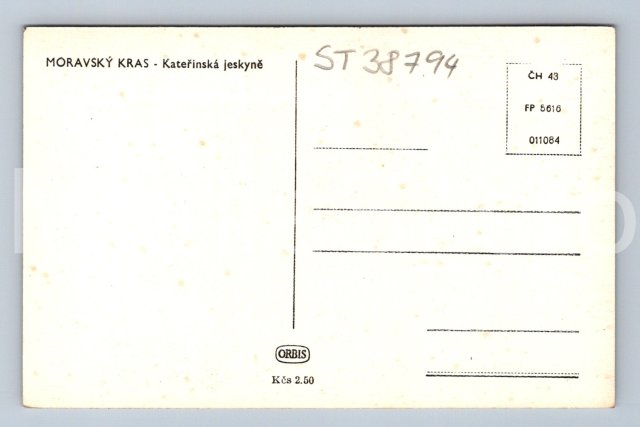 MORAVSKÝ KRAS - Kateřinská jeskyně
ST 38794
ČH 43
FP 5616
011084
ORBIS
Kčs 2.50